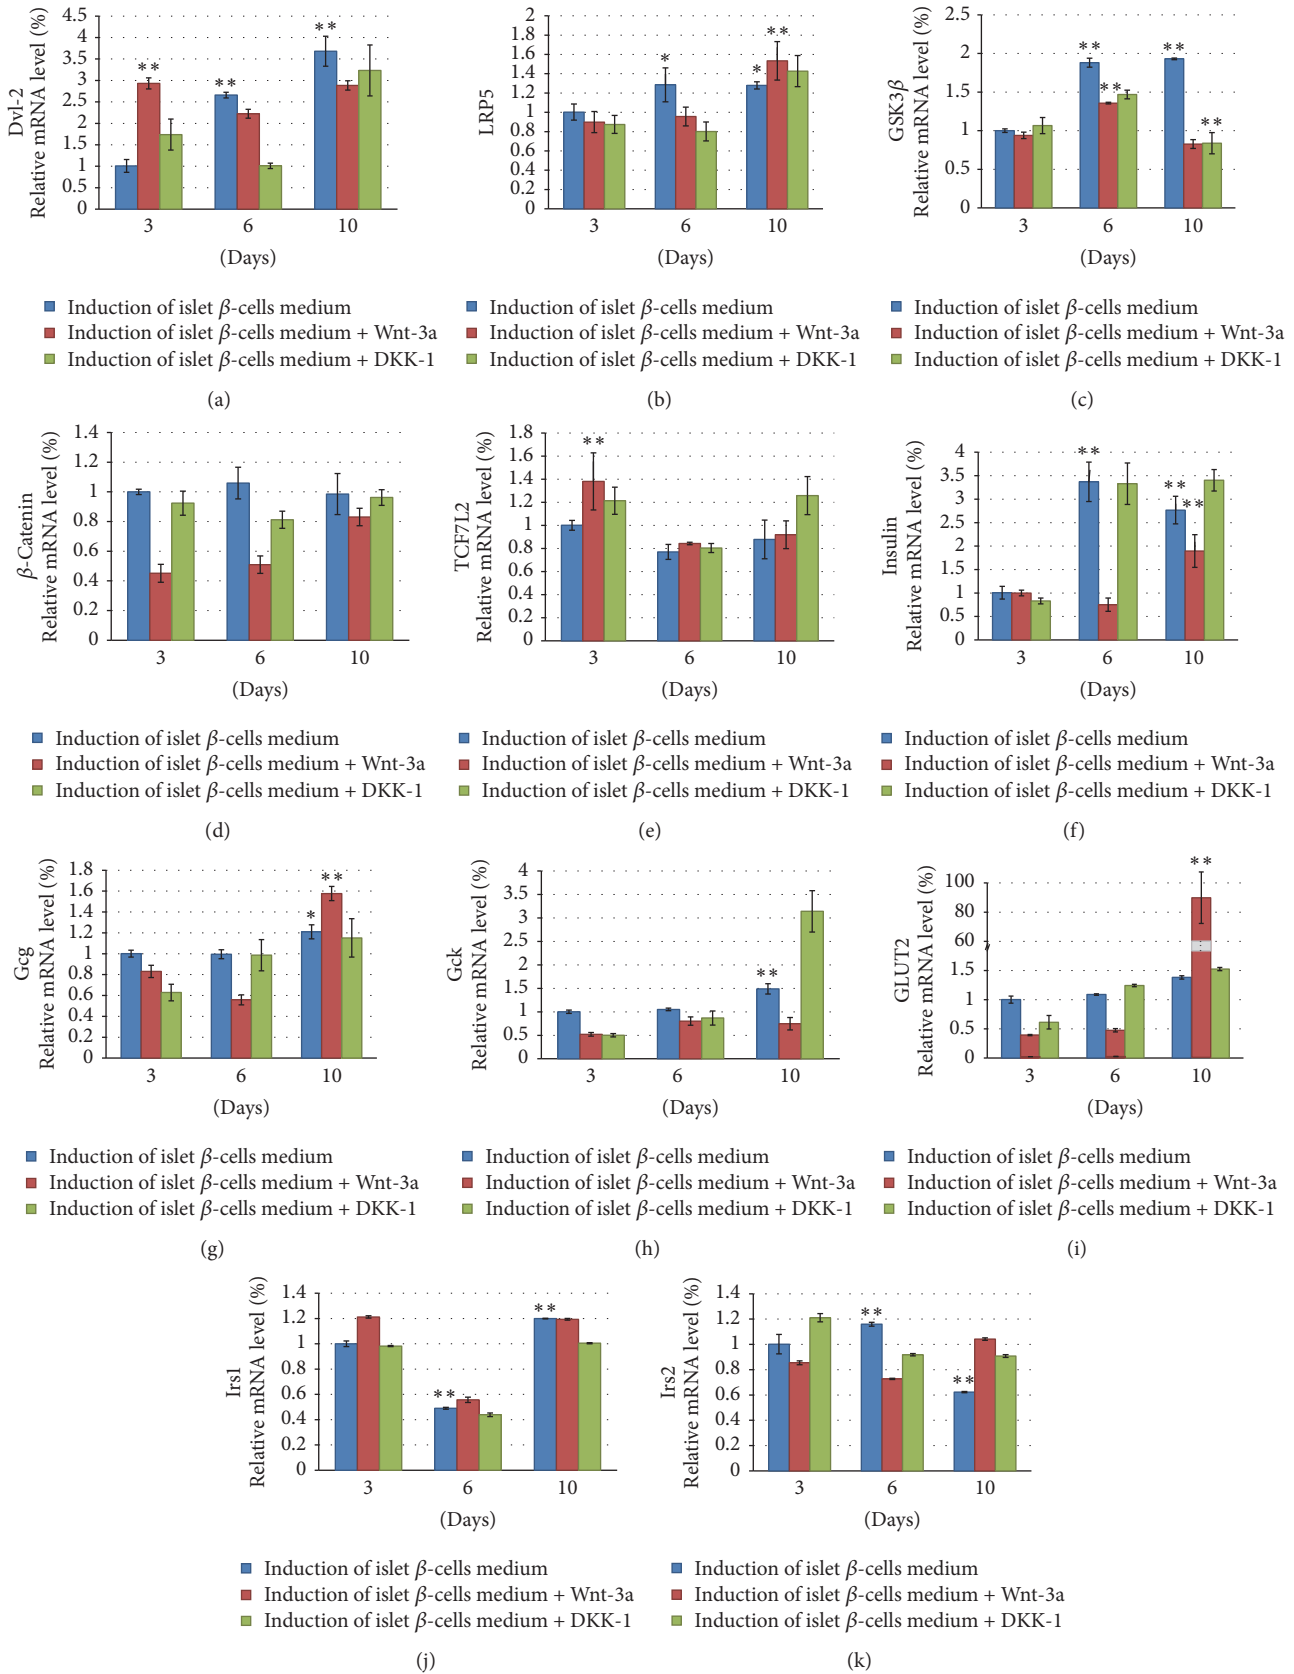 Dvl-2
Relative mRNA level (%)
4.5
4
3.5
3
2.5
2
1.5
1
0.5
0
**
**
**
3 6 10
(Days)
Induction of islet β-cells medium
Induction of islet β-cells medium + Wnt-3a
Induction of islet β-cells medium + DKK-1
(a)
LRP5
Relative mRNA level (%)
2
1.8
1.6
1.4
1.2
1
0.8
0.6
0.4
0.2
0
*
*
**
3 6 10
(Days)
Induction of islet β-cells medium
Induction of islet β-cells medium + Wnt-3a
Induction of islet β-cells medium + DKK-1
(b)
GSK3β
Relative mRNA level (%)
2.5
2
1.5
1
0.5
0
**
**
**
**
3 6 10
(Days)
Induction of islet β-cells medium
Induction of islet β-cells medium + Wnt-3a
Induction of islet β-cells medium + DKK-1
(c)
β-Catenin
Relative mRNA level (%)
1.4
1.2
1
0.8
0.6
0.4
0.2
0
3 6 10
(Days)
Induction of islet β-cells medium
Induction of islet β-cells medium + Wnt-3a
Induction of islet β-cells medium + DKK-1
(d)
TCF7L2
Relative mRNA level (%)
1.8
1.6
1.4
1.2
1
0.8
0.6
0.4
0.2
0
**
3 6 10
(Days)
Induction of islet β-cells medium
Induction of islet β-cells medium + Wnt-3a
Induction of islet β-cells medium + DKK-1
(e)
Insulin
Relative mRNA level (%)
4
3.5
3
2.5
2
1.5
1
0.5
0
**
**
**
3 6 10
(Days)
Induction of islet β-cells medium
Induction of islet β-cells medium + Wnt-3a
Induction of islet β-cells medium + DKK-1
(f)
Gcg
Relative mRNA level (%)
1.8
1.6
1.4
1.2
1
0.8
0.6
0.4
0.2
0
*
**
3 6 10
(Days)
Induction of islet β-cells medium
Induction of islet β-cells medium + Wnt-3a
Induction of islet β-cells medium + DKK-1
(g)
Gck
Relative mRNA level (%)
4
3.5
3
2.5
2
1.5
1
0.5
0
**
3 6 10
(Days)
Induction of islet β-cells medium
Induction of islet β-cells medium + Wnt-3a
Induction of islet β-cells medium + DKK-1
(h)
GLUT2
Relative mRNA level (%)
100
80
60
1.5
1
0.5
0
**
3 6 10
(Days)
Induction of islet β-cells medium
Induction of islet β-cells medium + Wnt-3a
Induction of islet β-cells medium + DKK-1
(i)
Irs1
Relative mRNA level (%)
1.4
1.2
1
0.8
0.6
0.4
0.2
0
**
**
3 6 10
(Days)
Induction of islet β-cells medium
Induction of islet β-cells medium + Wnt-3a
Induction of islet β-cells medium + DKK-1
(j)
Irs2
Relative mRNA level (%)
1.4
1.2
1
0.8
0.6
0.4
0.2
0
**
**
3 6 10
(Days)
Induction of islet β-cells medium
Induction of islet β-cells medium + Wnt-3a
Induction of islet β-cells medium + DKK-1
(k)